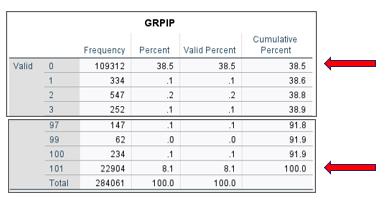 GRPIP
Frequency Percent Valid Percent Cumulative Percent
Valid 0 109312 38.5 38.5 38.5
1 334 .1 .1 38.6
2 547 .2 .2 38.8
3 252 .1 .1 38.9
97 147 .1 .1 91.8
99 62 .0 .0 91.9
100 234 .1 .1 91.9
101 22904 8.1 8.1 100.0
Total 284061 100.0 100.0